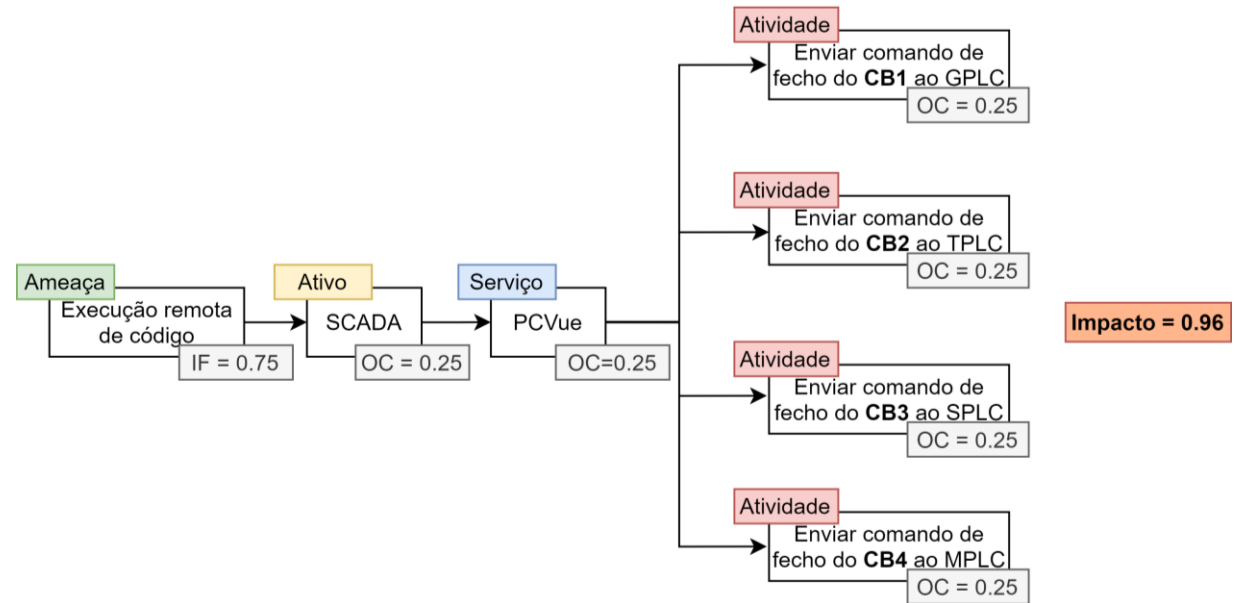 Ameaça
Execução remota
de código
IF = 0.75
Ativo
SCADA
OC = 0.25
Serviço
PCVue
OC=0.25
Atividade
Enviar comando de
fecho do CB1 ao GPLC
OC = 0.25
Atividade
Enviar comando de
fecho do CB2 ao TPLC
OC = 0.25
Atividade
Enviar comando de
fecho do CB3 ao SPLC
OC = 0.25
Atividade
Enviar comando de
fecho do CB4 ao MPLC
OC = 0.25
Impacto = 0.96